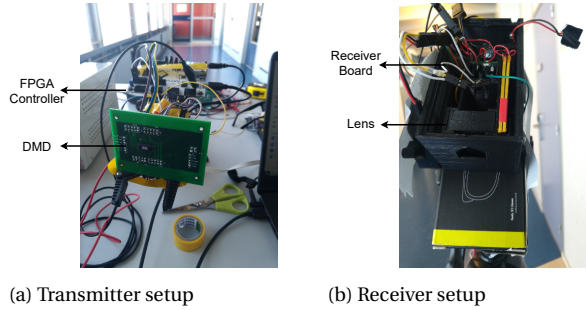 FPGA
Controller
DMD
Receiver
Board
Lens
(a) Transmitter setup
(b) Receiver setup